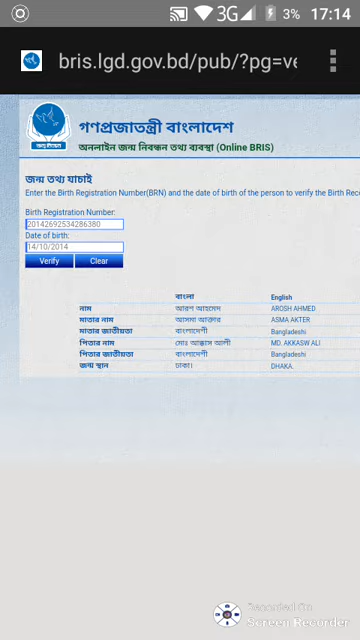 3G 3% 17:14
bris.lgd.gov.bd/pub/?pg=ve
গণপ্রজাতন্ত্রী বাংলাদেশ
অনলাইন জন্ম নিবন্ধন তথ্য ব্যবস্থা (Online BRIS)
জন্ম তথ্য যাচাই
Enter the Birth Registration Number(BRN) and the date of birth of the person to verify the Birth Reco
Birth Registration Number:
20142692534286380
Date of birth:
14/10/2014
Verify Clear
বাংলা English
নাম আরশ আহমেদ AROSH AHMED
মাতার নাম আসমা আক্তার ASMA AKTER
মাতার জাতীয়তা বাংলাদেশী Bangladeshi
পিতার নাম মোঃ আক্কাস আলী MD. AKKASW ALI
পিতার জাতীয়তা বাংলাদেশী Bangladeshi
জন্ম স্থান ঢাকা। DHAKA.
Recorded On
Screen Recorder